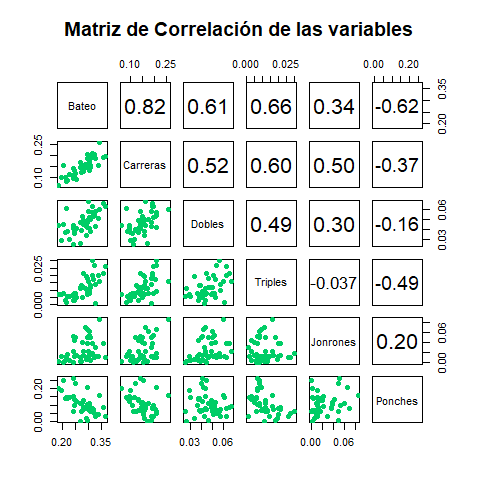 Matriz de Correlación de las variables
0.10 0.25 0.000 0.025 0.00 0.20
Bateo 0.82 0.61 0.66 0.34 -0.62 0.20 0.35
0.10 0.25 Carreras 0.52 0.60 0.50 -0.37
Dobles 0.49 0.30 -0.16 0.03 0.06
0.000 0.025 Triples -0.037 -0.49
Jonrones 0.20 0.00 0.06
0.00 0.20 Ponches
0.20 0.35 0.03 0.06 0.00 0.06